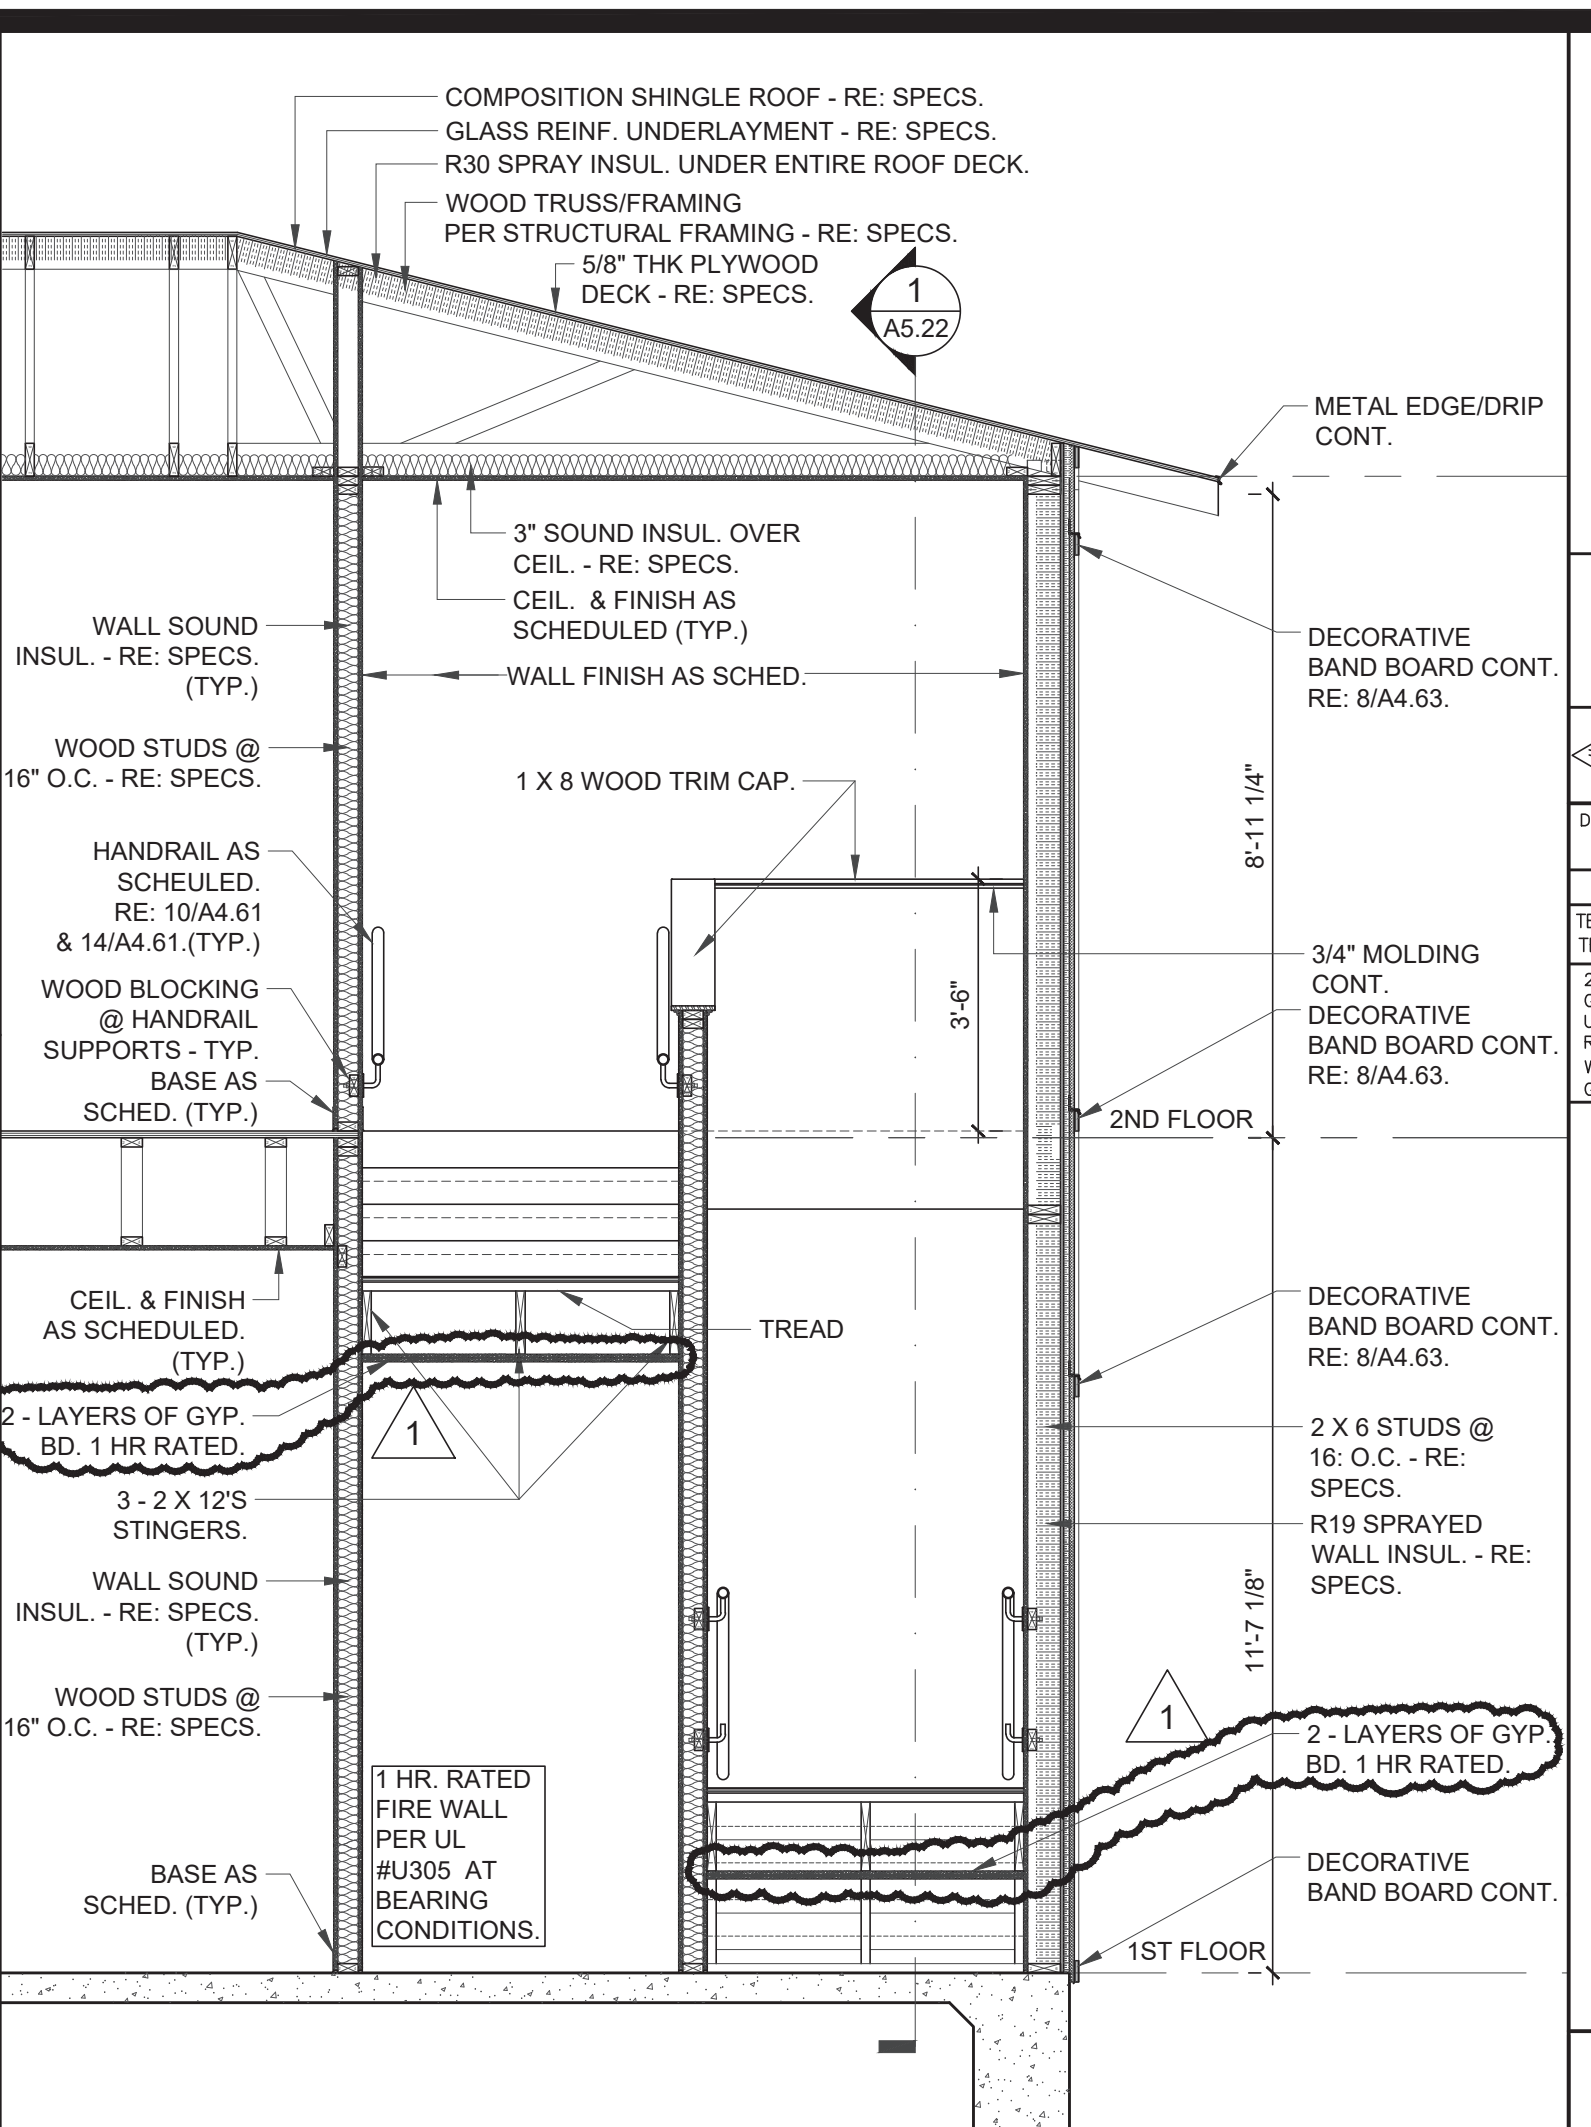 COMPOSITION SHINGLE ROOF - RE: SPECS.
GLASS REINF. UNDERLAYMENT - RE: SPECS.
R30 SPRAY INSUL. UNDER ENTIRE ROOF DECK.
WOOD TRUSS/FRAMING
PER STRUCTURAL FRAMING - RE: SPECS.
5/8" THK PLYWOOD
DECK - RE: SPECS.
1
A5.22
METAL EDGE/DRIP
CONT.
3" SOUND INSUL. OVER
CEIL. - RE: SPECS.
CEIL. & FINISH AS
SCHEDULED (TYP.)
WALL FINISH AS SCHED.
WALL SOUND
INSUL. - RE: SPECS.
(TYP.)
WOOD STUDS @
16" O.C. - RE: SPECS.
1 X 8 WOOD TRIM CAP.
HANDRAIL AS
SCHEULED.
RE: 10/A4.61
& 14/A4.61.(TYP.)
WOOD BLOCKING
@ HANDRAIL
SUPPORTS - TYP.
BASE AS
SCHED. (TYP.)
DECORATIVE
BAND BOARD CONT.
RE: 8/A4.63.
8'-11 1/4"
3'-6"
3/4" MOLDING
CONT.
DECORATIVE
BAND BOARD CONT.
RE: 8/A4.63.
2ND FLOOR
CEIL. & FINISH
AS SCHEDULED.
(TYP.)
TREAD
2 - LAYERS OF GYP.
BD. 1 HR RATED.
1
3 - 2 X 12'S
STINGERS.
DECORATIVE
BAND BOARD CONT.
RE: 8/A4.63.
2 X 6 STUDS @
16: O.C. - RE:
SPECS.
R19 SPRAYED
WALL INSUL. - RE:
SPECS.
11'-7 1/8"
WALL SOUND
INSUL. - RE: SPECS.
(TYP.)
WOOD STUDS @
16" O.C. - RE: SPECS.
1
2 - LAYERS OF GYP.
BD. 1 HR RATED.
1 HR. RATED
FIRE WALL
PER UL
#U305 AT
BEARING
CONDITIONS.
BASE AS
SCHED. (TYP.)
DECORATIVE
BAND BOARD CONT.
1ST FLOOR